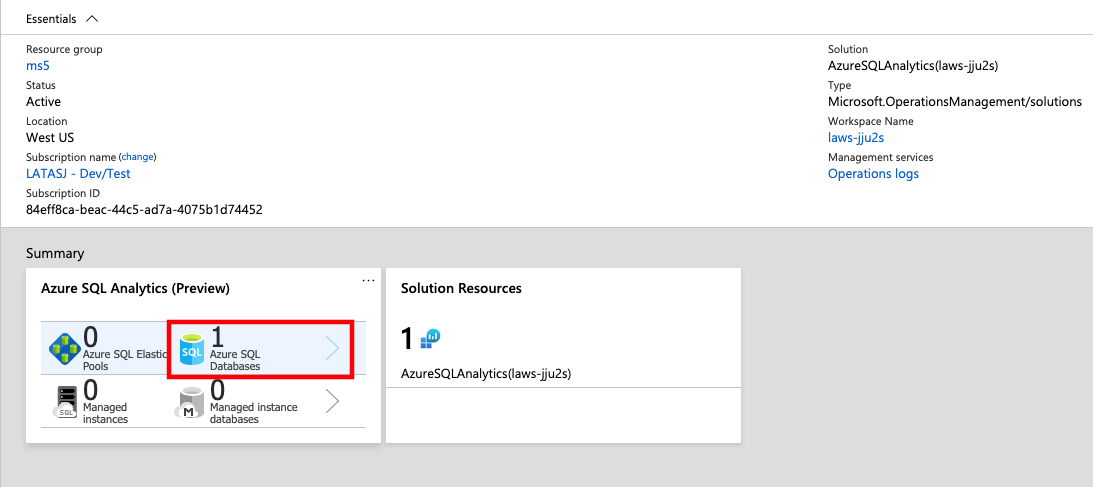 Essentials
Resource group
ms5
Status
Active
Location
West US
Subscription name (change)
LATASJ - Dev/Test
Subscription ID
84eff8ca-beac-44c5-ad7a-4075b1d74452
Solution
AzureSQLAnalytics(laws-jju2s)
Type
Microsoft.OperationsManagement/solutions
Workspace Name
laws-jju2s
Management services
Operations logs
Summary
Azure SQL Analytics (Preview)
...
0
Azure SQL Elastic
Pools
SQL
1
Azure SQL
Databases
SQL
0
Managed
instances
M
0
Managed instance
databases
Solution Resources
1
AzureSQLAnalytics(laws-jju2s)